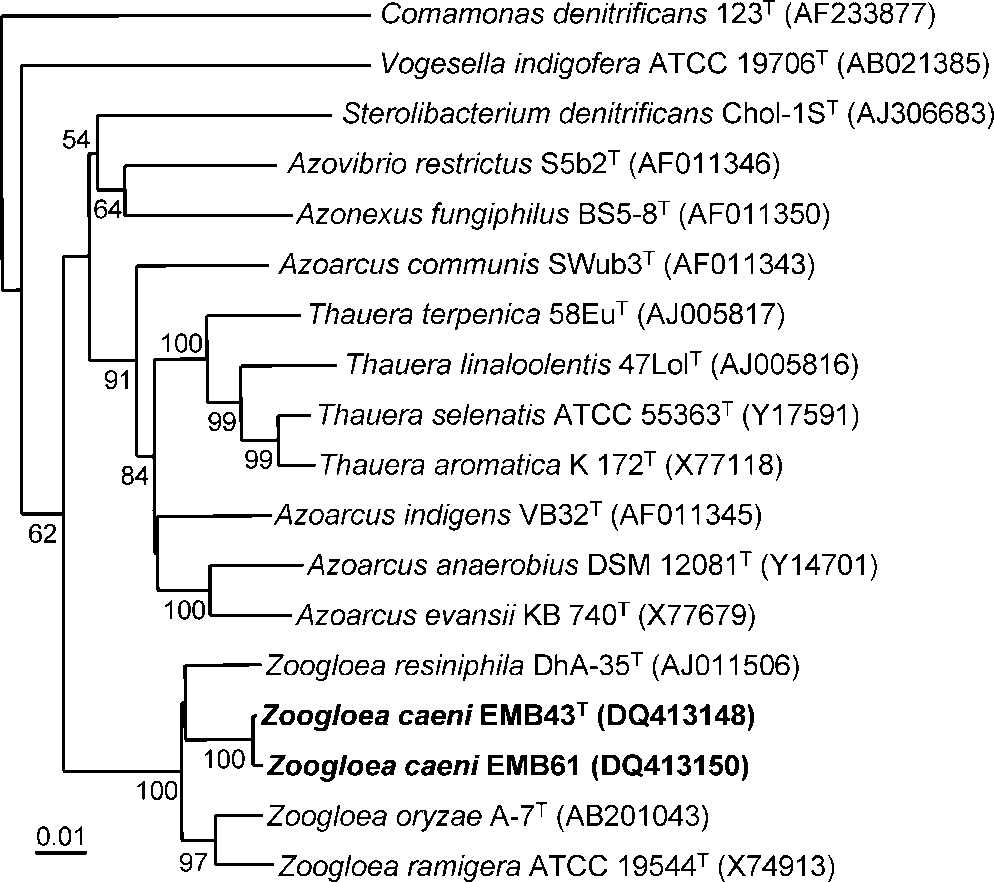 Comamonas denitrificans 123ᵀ (AF233877)
Vogesella indigofera ATCC 19706ᵀ (AB021385)
Sterolibacterium denitrificans Chol-1Sᵀ (AJ306683)
54
Azovibrio restrictus S5b2ᵀ (AF011346)
64
Azonexus fungiphilus BS5-8ᵀ (AF011350)
Azoarcus communis SWub3ᵀ (AF011343)
Thauera terpenica 58Euᵀ (AJ005817)
100
Thauera linaloolentis 47Lolᵀ (AJ005816)
91
Thauera selenatis ATCC 55363ᵀ (Y17591)
99
Thauera aromatica K 172ᵀ (X77118)
99
84
Azoarcus indigens VB32ᵀ (AF011345)
62
Azoarcus anaerobius DSM 12081ᵀ (Y14701)
100
Azoarcus evansii KB 740ᵀ (X77679)
Zoogloea resiniphila DhA-35ᵀ (AJ011506)
Zoogloea caeni EMB43ᵀ (DQ413148)
100
Zoogloea caeni EMB61 (DQ413150)
100
Zoogloea oryzae A-7ᵀ (AB201043)
0.01
97
Zoogloea ramigera ATCC 19544ᵀ (X74913)